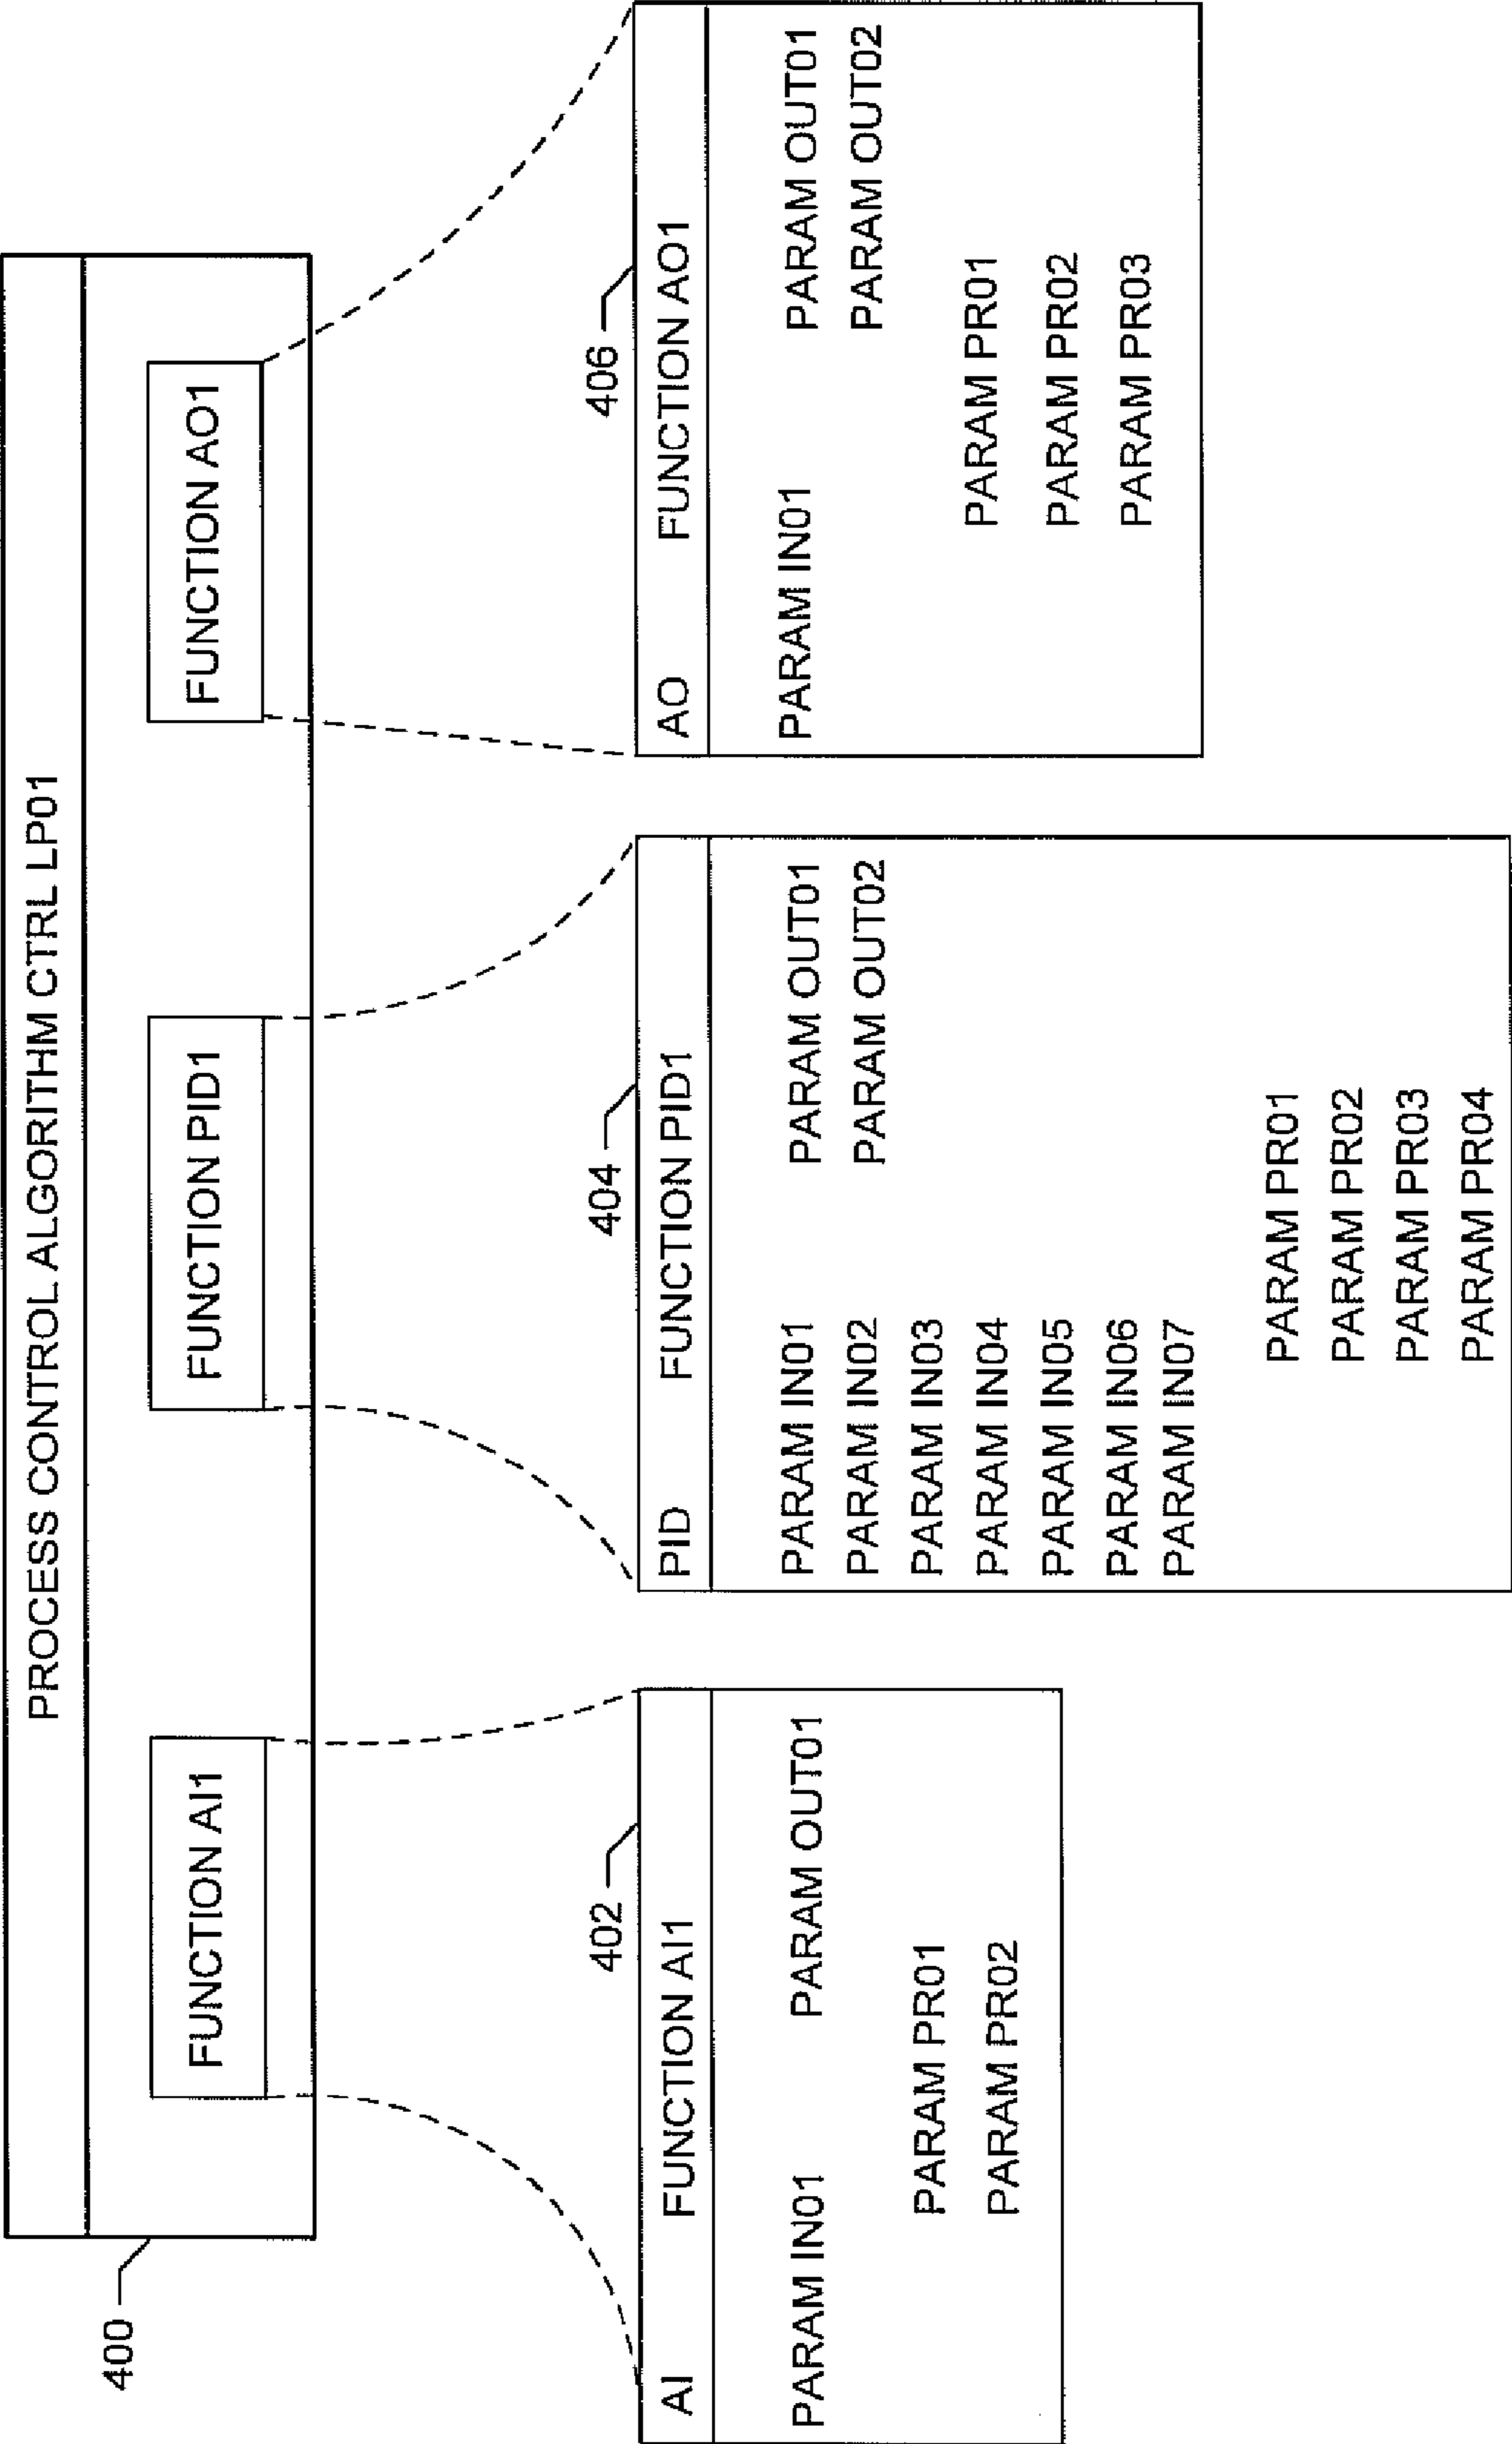 PROCESS CONTROL ALGORITHM CTRL LP01
400
FUNCTION AI1
FUNCTION PID1
FUNCTION AO1
402
AI FUNCTION AI1
PARAM IN01 PARAM OUT01
PARAM PR01
PARAM PR02
404
PID FUNCTION PID1
PARAM IN01 PARAM OUT01
PARAM IN02 PARAM OUT02
PARAM IN03
PARAM IN04
PARAM IN05
PARAM IN06
PARAM IN07
PARAM PR01
PARAM PR02
PARAM PR03
PARAM PR04
406
AO FUNCTION AO1
PARAM IN01 PARAM OUT01
PARAM OUT02
PARAM PR01
PARAM PR02
PARAM PR03